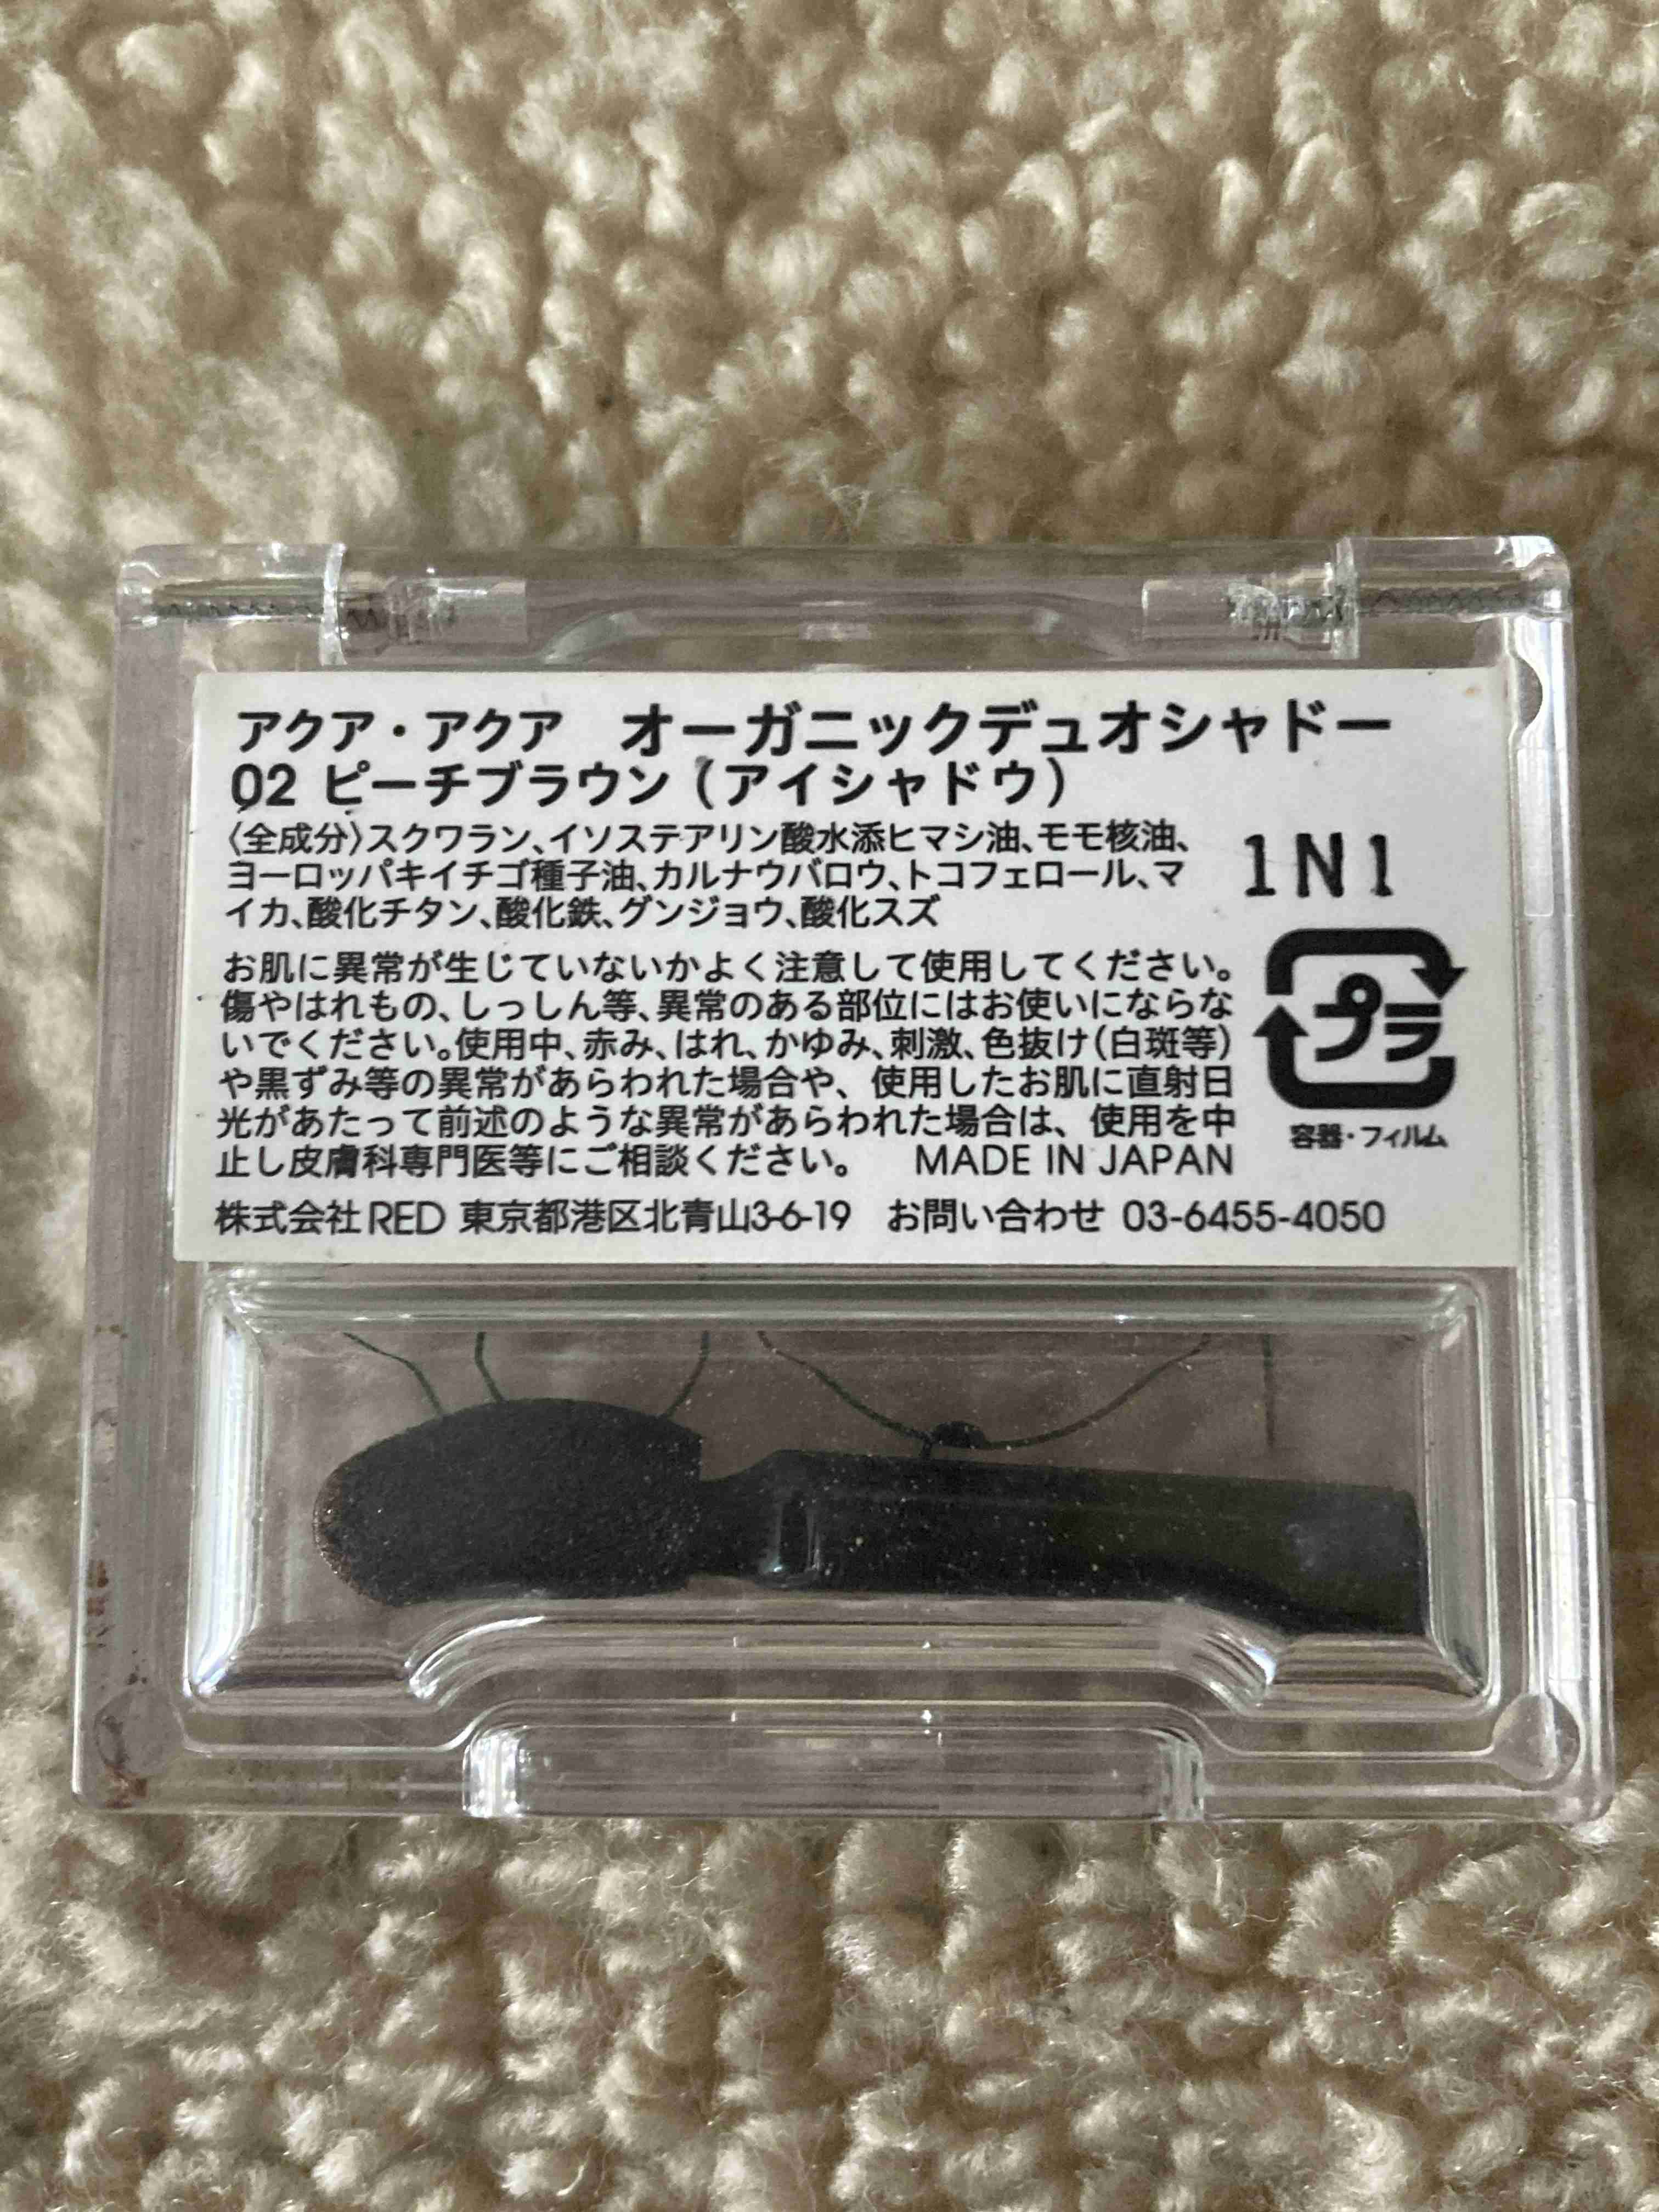 アクア・アクア　オーガニックデュオシャドー
02 ピーチブラウン（アイシャドウ）
〈全成分〉スクワラン、イソステアリン酸水添ヒマシ油、モモ核油、
ヨーロッパキイチゴ種子油、カルナウバロウ、トコフェロール、マ
イカ、酸化チタン、酸化鉄、グンジョウ、酸化スズ
1N1
お肌に異常が生じていないかよく注意して使用してください。
傷やはれもの、しっしん等、異常のある部位にはお使いにならな
いでください。使用中、赤み、はれ、かゆみ、刺激、色抜け（白斑等）
や黒ずみ等の異常があらわれた場合や、使用したお肌に直射日
光があたって前述のような異常があらわれた場合は、使用を中
止し皮膚科専門医等にご相談ください。　MADE IN JAPAN
プラ
容器・フィルム
株式会社RED 東京都港区北青山3-6-19　お問い合わせ 03-6455-4050